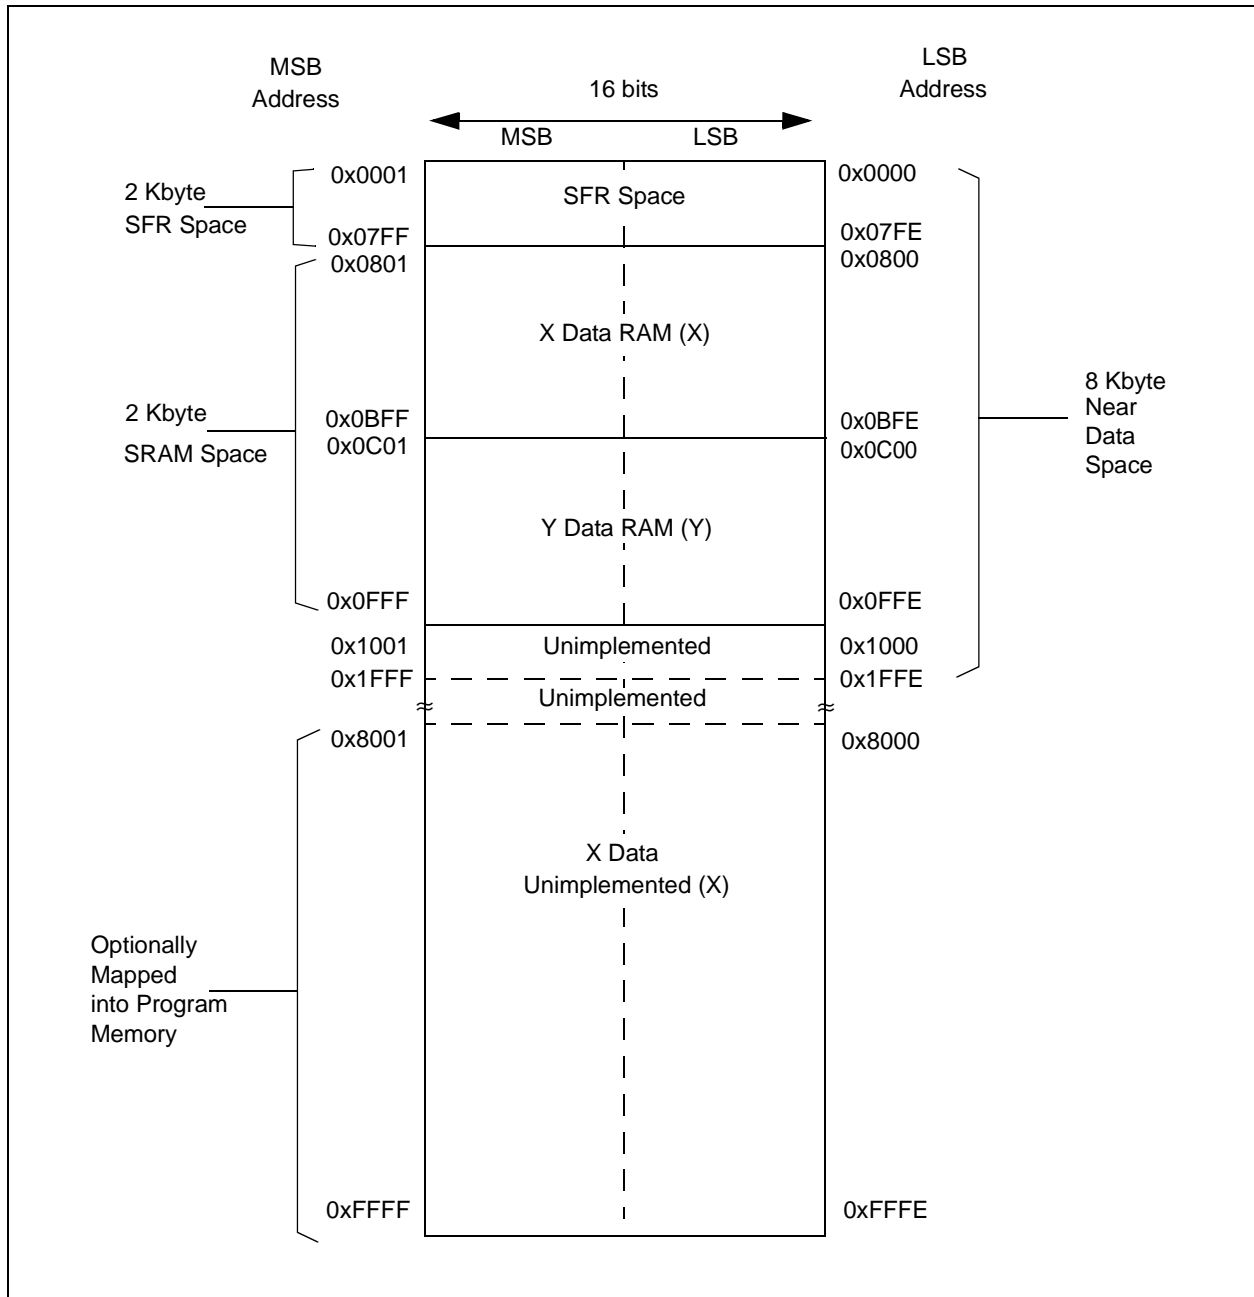 MSB
Address
LSB
Address
16 bits
MSB
LSB
2 Kbyte
SFR Space
0x0001
SFR Space
0x0000
0x07FF
0x07FE
0x0801
0x0800
X Data RAM (X)
2 Kbyte
SRAM Space
0x0BFF
0x0BFE
0x0C01
0x0C00
8 Kbyte
Near
Data
Space
Y Data RAM (Y)
0x0FFF
0x0FFE
0x1001
Unimplemented
0x1000
0x1FFF
0x1FFE
Unimplemented
≈
≈
0x8001
0x8000
X Data
Unimplemented (X)
Optionally
Mapped
into Program
Memory
0xFFFF
0xFFFE